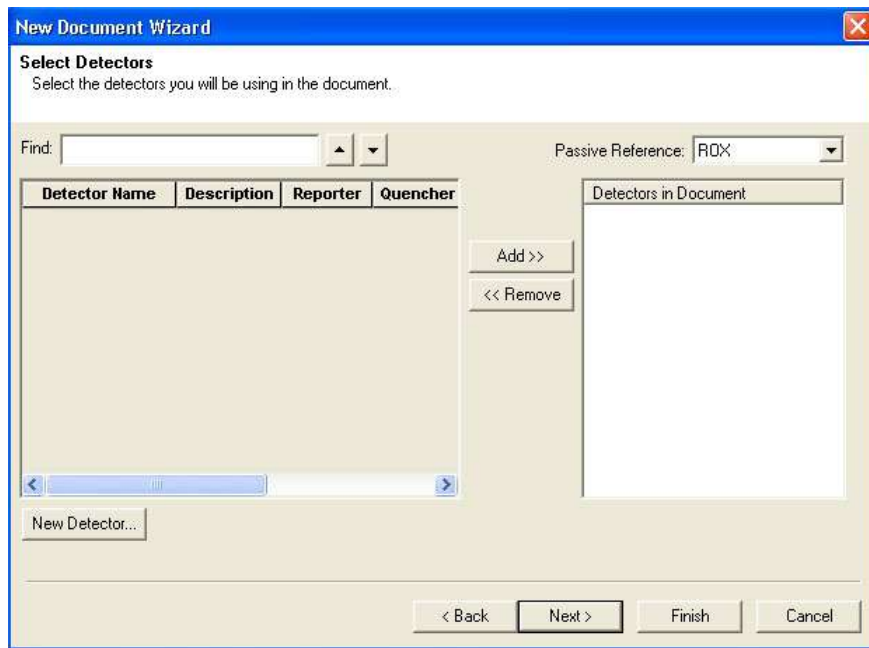 New Document Wizard
Select Detectors
Select the detectors you will be using in the document.
Find:
Passive Reference: ROX
Detector Name Description Reporter Quencher
Detectors in Document
Add >>
<< Remove
New Detector...
< Back Next > Finish Cancel